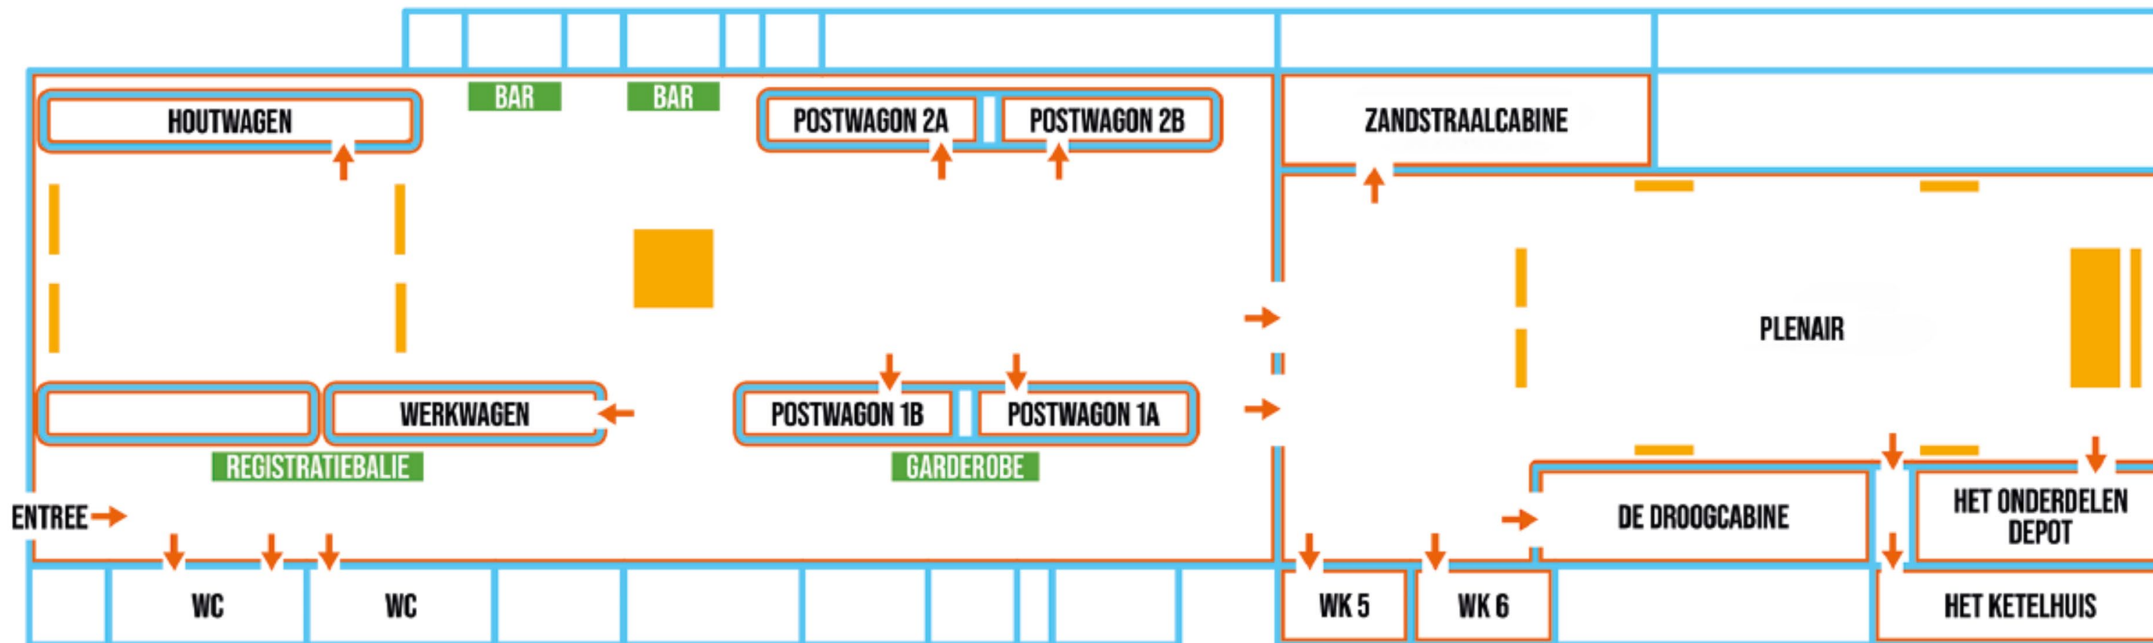 BAR
BAR
HOUTWAGEN
POSTWAGON 2A
POSTWAGON 2B
ZANDSTRAALCABINE
PLENAIR
WERKWAGEN
POSTWAGON 1B
POSTWAGON 1A
REGISTRATIEBALIE
GARDEROBE
ENTREE
DE DROOGCABINE
HET ONDERDELEN
DEPOT
WC
WC
WK 5
WK 6
HET KETELHUIS